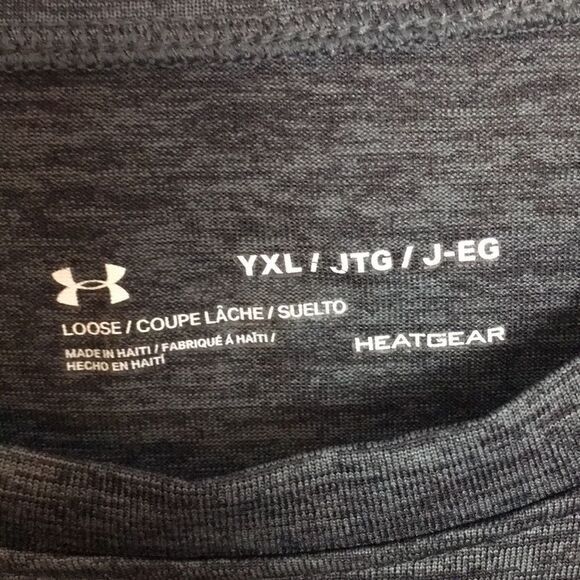 YXL / JTG / J-EG
LOOSE / COUPE LÂCHE / SUELTO
MADE IN HAITI / FABRIQUÉ Á HAÏTI /
HECHO EN HAITÍ
HEATGEAR